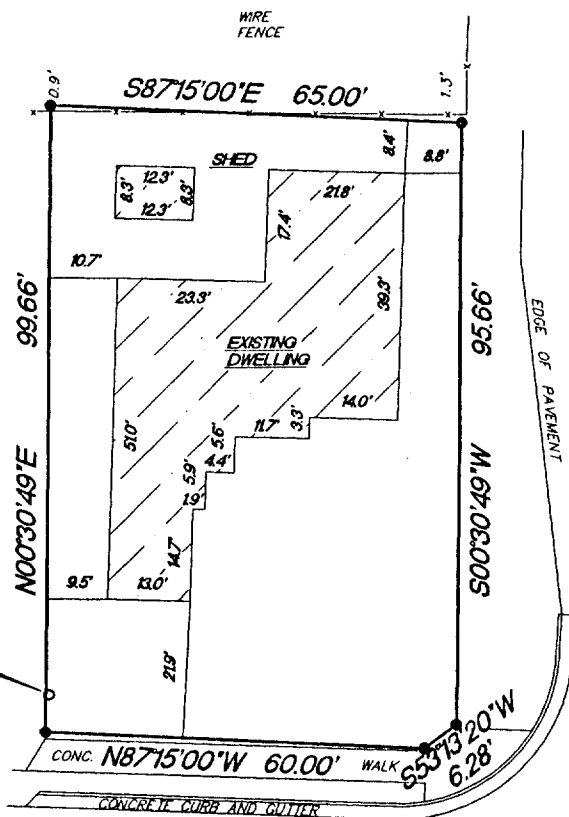 WIRE
FENCE
0.9'
S87°15'00"E 65.00'
1.3'
SHED
12.3'
8.3'
8.3'
12.3'
8.4'
8.8'
21.8'
17.4'
10.7'
23.3'
39.3'
99.66'
95.66'
EXISTING
DWELLING
EDGE OF PAVEMENT
14.0'
3.3'
11.7'
5.6'
4.4'
51.0'
5.9'
1.9'
N00°30'49"E
S00°30'49"W
14.7'
9.5'
13.0'
21.9'
S53°13'20"W
6.28'
CONC. N87°15'00"W 60.00' WALK
CONCRETE CURB AND GUTTER